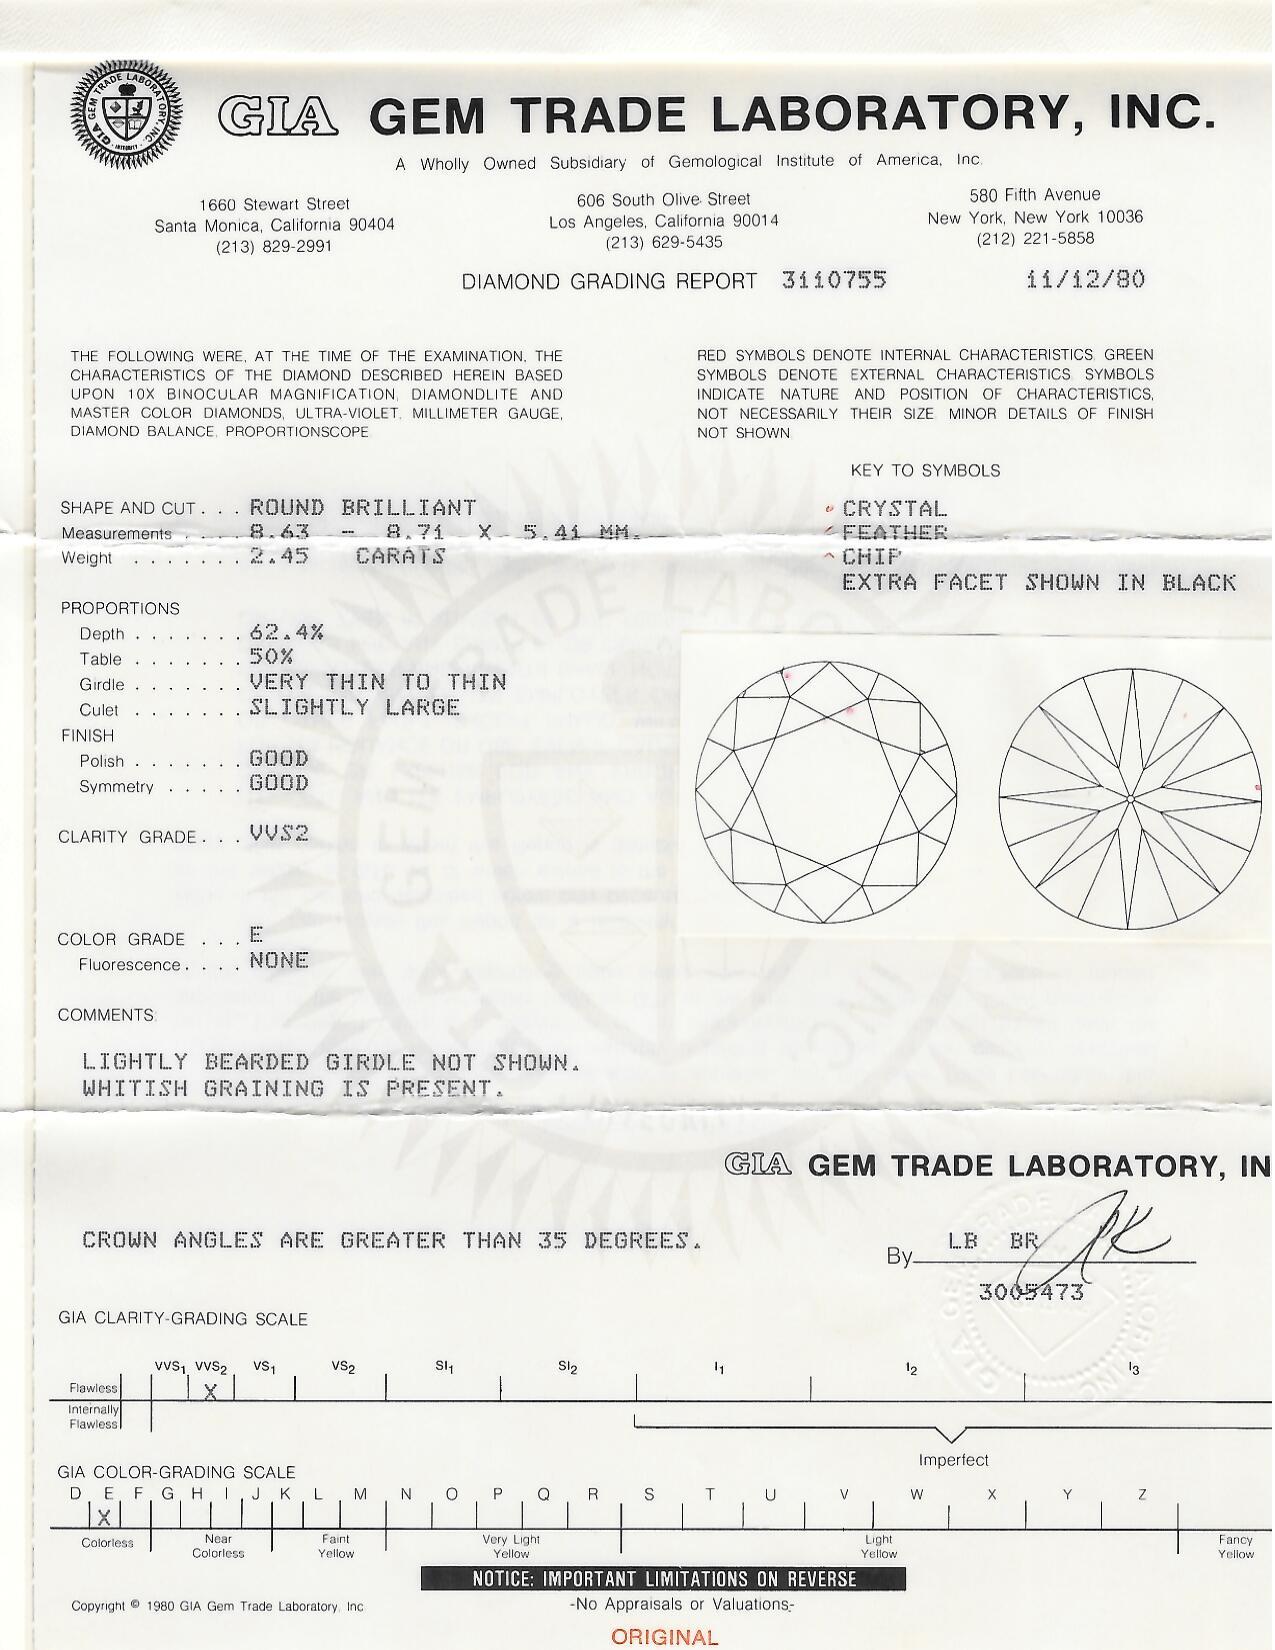 GEM TRADE LABORATORY INC.
GIA
INTEGRITY
GIA GEM TRADE LABORATORY, INC.
A Wholly Owned Subsidiary of Gemological Institute of America, Inc.
1660 Stewart Street
Santa Monica, California 90404
(213) 829-2991
606 South Olive Street
Los Angeles, California 90014
(213) 629-5435
580 Fifth Avenue
New York, New York 10036
(212) 221-5858
DIAMOND GRADING REPORT 3110755 11/12/80
THE FOLLOWING WERE, AT THE TIME OF THE EXAMINATION, THE
CHARACTERISTICS OF THE DIAMOND DESCRIBED HEREIN BASED
UPON 10X BINOCULAR MAGNIFICATION, DIAMONDLITE AND
MASTER COLOR DIAMONDS, ULTRA-VIOLET, MILLIMETER GAUGE,
DIAMOND BALANCE, PROPORTIONSCOPE
RED SYMBOLS DENOTE INTERNAL CHARACTERISTICS. GREEN
SYMBOLS DENOTE EXTERNAL CHARACTERISTICS. SYMBOLS
INDICATE NATURE AND POSITION OF CHARACTERISTICS,
NOT NECESSARILY THEIR SIZE MINOR DETAILS OF FINISH
NOT SHOWN
KEY TO SYMBOLS
CRYSTAL
FEATHER
^ CHIP
EXTRA FACET SHOWN IN BLACK
SHAPE AND CUT . . . ROUND BRILLIANT
Measurements . . . . 8.63 - 8.71 X 5.41 MM.
Weight . . . . . . . 2.45 CARATS
PROPORTIONS
Depth . . . . . . . 62.4%
Table . . . . . . . 50%
Girdle . . . . . . . VERY THIN TO THIN
Culet . . . . . . . SLIGHTLY LARGE
FINISH
Polish . . . . . . . GOOD
Symmetry . . . . . GOOD
CLARITY GRADE . . . VVS2
COLOR GRADE . . . E
Fluorescence . . . . NONE
COMMENTS:
LIGHTLY BEARDED GIRDLE NOT SHOWN.
WHITISH GRAINING IS PRESENT.
GIA GEM TRADE LABORATORY, IN
CROWN ANGLES ARE GREATER THAN 35 DEGREES.
By LB BR
3005473
GIA CLARITY-GRADING SCALE
VVS1 VVS2 VS1 VS2 SI1 SI2 I1 I2 I3
Flawless X
Internally
Flawless
Imperfect
GIA COLOR-GRADING SCALE
D E F G H I J K L M N O P Q R S T U V W X Y Z
X
Colorless
Near
Colorless
Faint
Yellow
Very Light
Yellow
Light
Yellow
Fancy
Yellow
NOTICE: IMPORTANT LIMITATIONS ON REVERSE
Copyright © 1980 GIA Gem Trade Laboratory, Inc
-No Appraisals or Valuations-
ORIGINAL